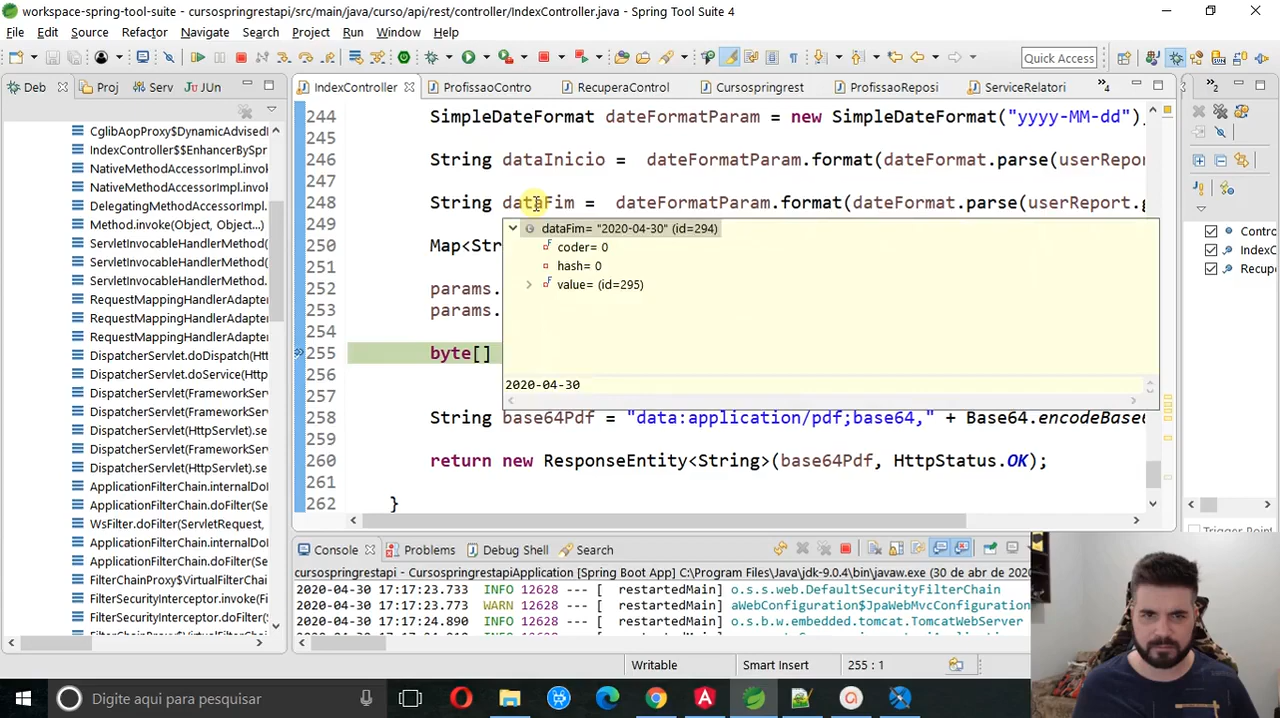 workspace-spring-tool-suite - cursospringrestapi/src/main/java/curso/api/rest/controller/IndexController.java - Spring Tool Suite 4
File Edit Source Refactor Navigate Search Project Run Window Help
Quick Access
Deb Proj Serv JUn
IndexController ProfissaoContro RecuperaControl Cursospringrest ProfissaoReposi ServiceRelatori 4 2
CglibAopProxy$DynamicAdvisedI
IndexController$$EnhancerBySpr
NativeMethodAccessorImpl.invok
NativeMethodAccessorImpl.invok
DelegatingMethodAccessorImpl.
Method.invoke(Object, Object...)
ServletInvocableHandlerMethod(
ServletInvocableHandlerMethod(
ServletInvocableHandlerMethod(
RequestMappingHandlerAdapter
RequestMappingHandlerAdapter
RequestMappingHandlerAdapter
DispatcherServlet.doDispatch(Htt
DispatcherServlet.doService(Http
DispatcherServlet(FrameworkServ
DispatcherServlet(FrameworkServ
DispatcherServlet(HttpServlet).se
DispatcherServlet(FrameworkServ
DispatcherServlet(HttpServlet).se
ApplicationFilterChain.internalDo
ApplicationFilterChain.doFilter(Se
WsFilter.doFilter(ServletRequest,
ApplicationFilterChain.internalDo
ApplicationFilterChain.doFilter(Se
FilterChainProxy$VirtualFilterChai
FilterSecurityInterceptor.invoke(Fi
FilterSecurityInterceptor.doFilter(
244 SimpleDateFormat dateFormatParam = new SimpleDateFormat("yyyy-MM-dd")
246 String dataInicio = dateFormatParam.format(dateFormat.parse(userRepor
247
248 String dataFim = dateFormatParam.format(dateFormat.parse(userReport.g
249
250 Map<Str
251
252 params.
253 params.
254
255 byte[]
256
257
258 String base64Pdf = "data:application/pdf;base64," + Base64.encodeBase
259
260 return new ResponseEntity<String>(base64Pdf, HttpStatus.OK);
261
262 }
dataFim= "2020-04-30" (id=294)
coder= 0
hash= 0
value= (id=295)
2020-04-30
Contro
IndexC
Recupe
Trigger Point
Console Problems Debug Shell Search
cursospringrestapi - CursospringrestapiApplication [Spring Boot App] C:\Program Files\Java\jdk-9.0.4\bin\javaw.exe (30 de abr de 2020
2020-04-30 17:17:23.733 INFO 12628 --- [ restartedMain] o.s.s.web.DefaultSecurityFilterChain
2020-04-30 17:17:23.773 WARN 12628 --- [ restartedMain] aWebConfiguration$JpaWebMvcConfiguration
2020-04-30 17:17:24.890 INFO 12628 --- [ restartedMain] o.s.b.w.embedded.tomcat.TomcatWebServer
Writable Smart Insert 255 : 1
Digite aqui para pesquisar